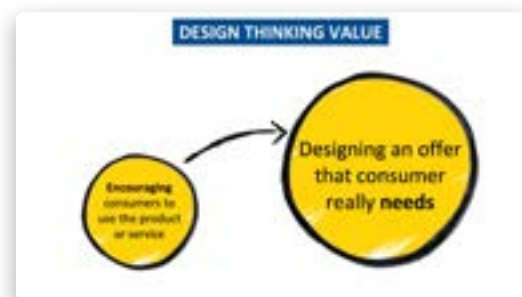 DESIGN THINKING VALUE
Encouraging
consumers to
use the product
or service
Designing an offer
that consumer
really needs